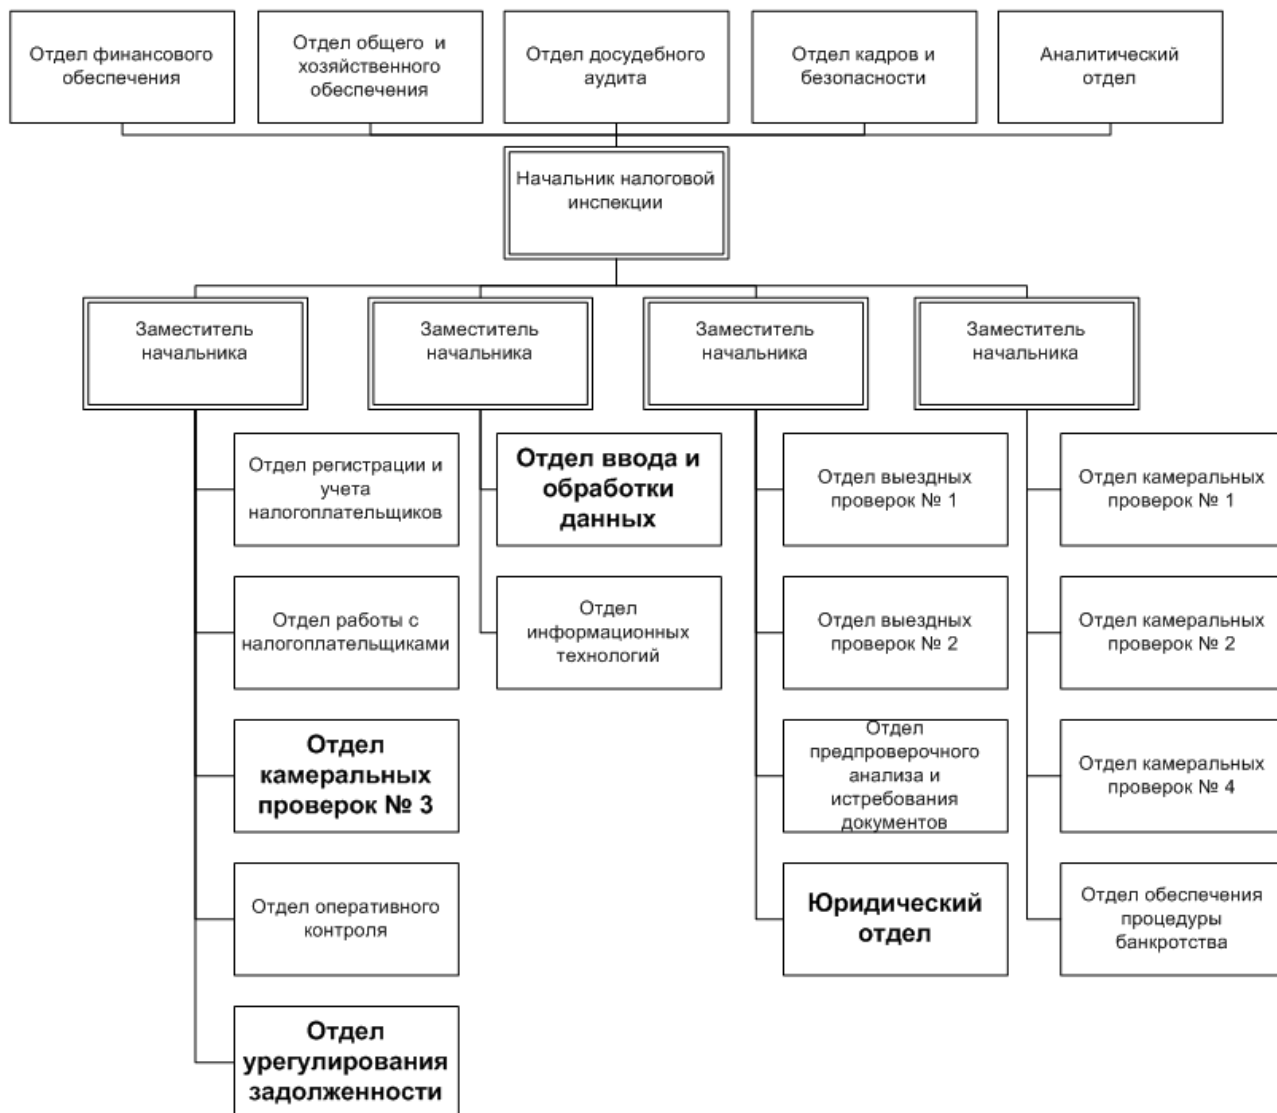 Отдел финансового
обеспечения
Отдел общего и
хозяйственного
обеспечения
Отдел досудебного
аудита
Отдел кадров и
безопасности
Аналитический
отдел
Начальник налоговой
инспекции
Заместитель
начальника
Заместитель
начальника
Заместитель
начальника
Заместитель
начальника
Отдел регистрации и
учета
налогоплательщиков
Отдел ввода и
обработки
данных
Отдел выездных
проверок № 1
Отдел камеральных
проверок № 1
Отдел работы с
налогоплательщиками
Отдел
информационных
технологий
Отдел выездных
проверок № 2
Отдел камеральных
проверок № 2
Отдел
камеральных
проверок № 3
Отдел
предпроверочного
анализа и
истребования
документов
Отдел камеральных
проверок № 4
Отдел оперативного
контроля
Юридический
отдел
Отдел обеспечения
процедуры
банкротства
Отдел
урегулирования
задолженности